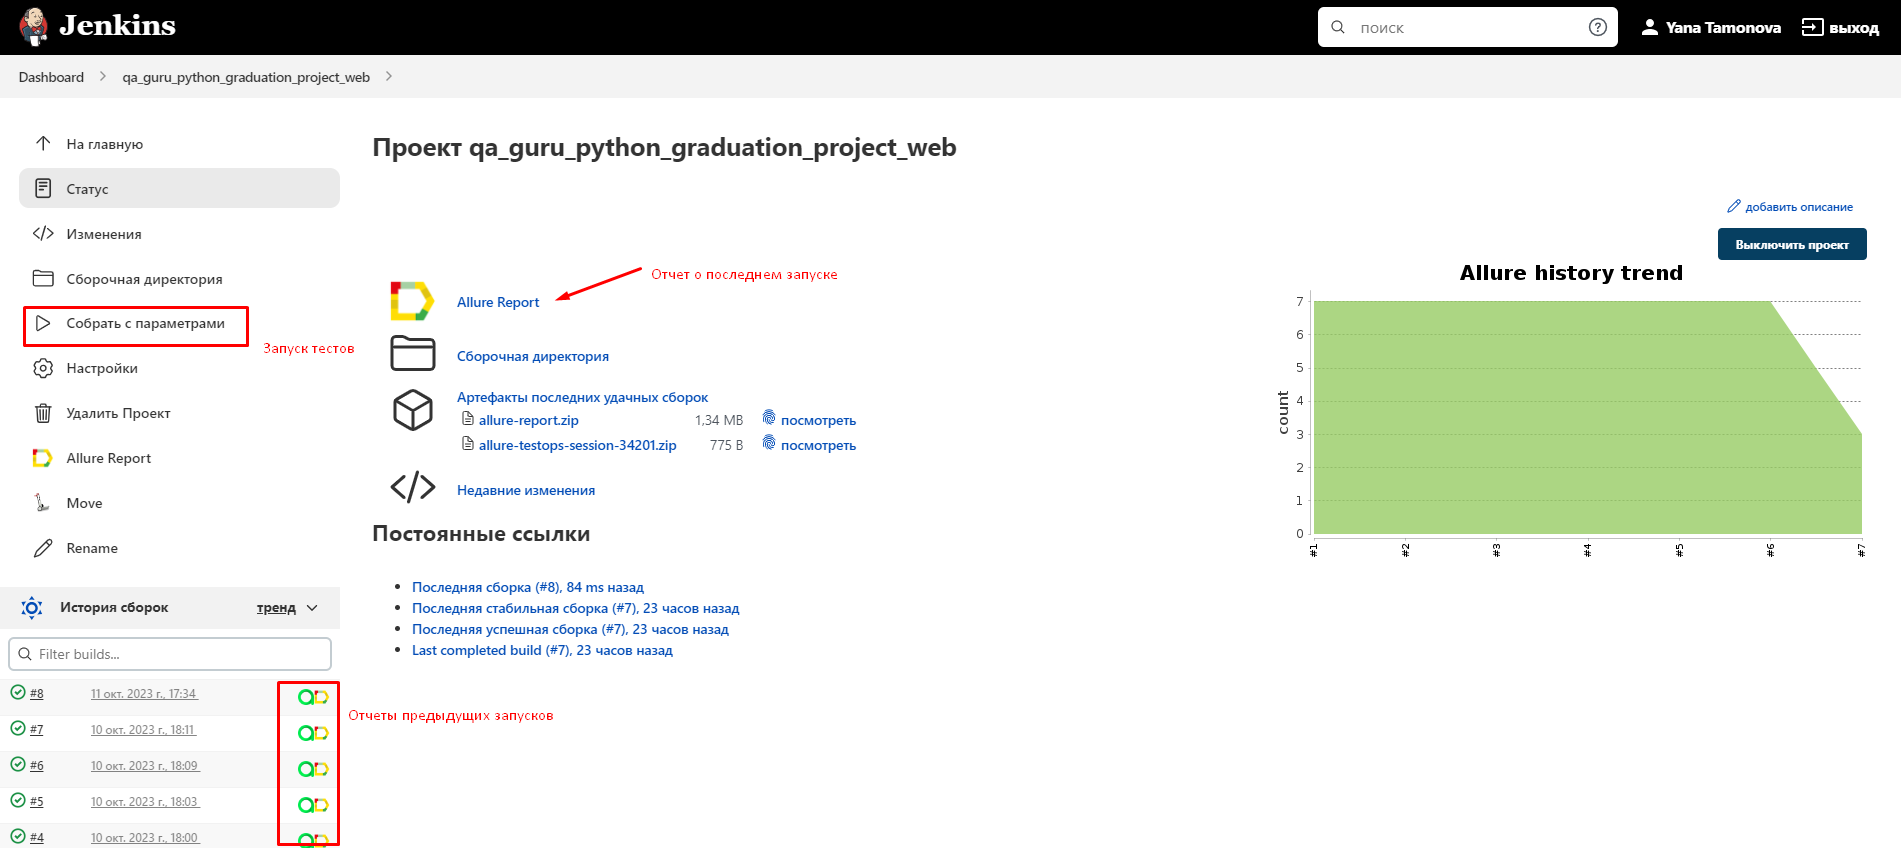 Jenkins
поиск
Yana Tamonova
выход
Dashboard
qa_guru_python_graduation_project_web
На главную
Статус
Изменения
Сборочная директория
Собрать с параметрами
Запуск тестов
Настройки
Удалить Проект
Allure Report
Move
Rename
История сборок
тренд
Filter builds...
#8 11 окт. 2023 г., 17:34
#7 10 окт. 2023 г., 18:11
#6 10 окт. 2023 г., 18:09
#5 10 окт. 2023 г., 18:03
#4 10 окт. 2023 г., 18:00
Отчеты предыдущих запусков
Проект qa_guru_python_graduation_project_web
добавить описание
Выключить проект
Allure Report
Отчет о последнем запуске
Сборочная директория
Артефакты последних удачных сборок
allure-report.zip 1,34 MB посмотреть
allure-testops-session-34201.zip 775 B посмотреть
Недавние изменения
Постоянные ссылки
Последняя сборка (#8), 84 ms назад
Последняя стабильная сборка (#7), 23 часов назад
Последняя успешная сборка (#7), 23 часов назад
Last completed build (#7), 23 часов назад
Allure history trend
count
7
6
5
4
3
2
1
0
#1
#2
#3
#4
#5
#6
#7